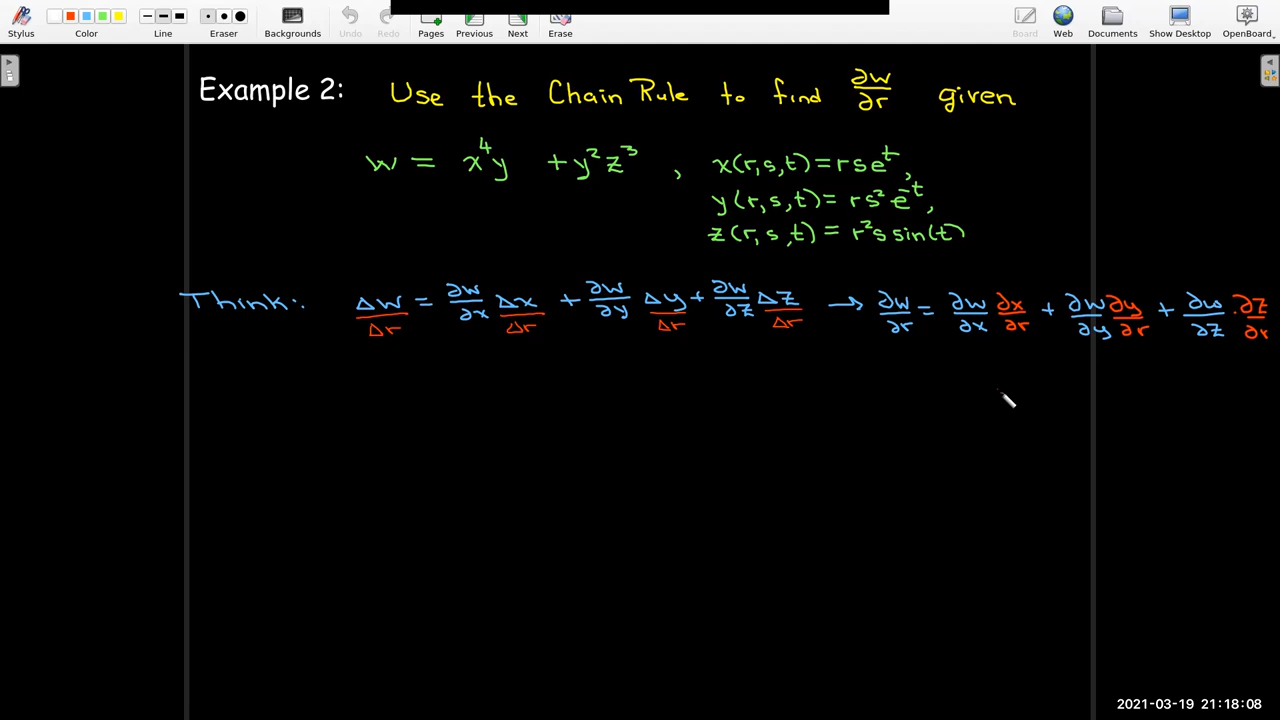 Stylus Color Line Eraser Backgrounds Undo Redo Pages Previous Next Erase Board Web Documents Show Desktop OpenBoard
Example 2: Use the Chain Rule to find ∂w/∂r given
w = x⁴y + y²z³ , x(r,s,t) = rse^t,
y(r,s,t) = rs²e^-t,
z(r,s,t) = r²s sin(t)
Think: Δw/Δr = ∂w/∂x Δx/Δr + ∂w/∂y Δy/Δr + ∂w/∂z Δz/Δr → ∂w/∂r = ∂w/∂x ∂x/∂r + ∂w/∂y ∂y/∂r + ∂w/∂z · ∂z/∂r
2021-03-19 21:18:08